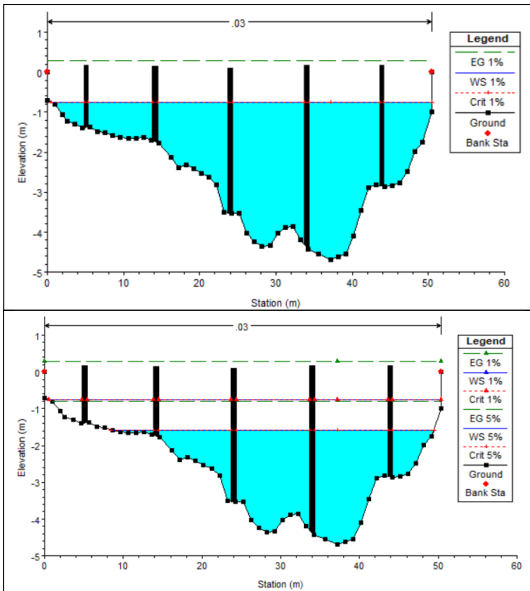 .03
Legend
EG 1%
WS 1%
Crit 1%
Ground
Bank Sta
Elevation (m)
1
0
-1
-2
-3
-4
-5
0 10 20 30 40 50 60
Station (m)
.03
Legend
EG 1%
WS 1%
Crit 1%
EG 5%
WS 5%
Crit 5%
Ground
Bank Sta
Elevation (m)
1
0
-1
-2
-3
-4
-5
0 10 20 30 40 50 60
Station (m)